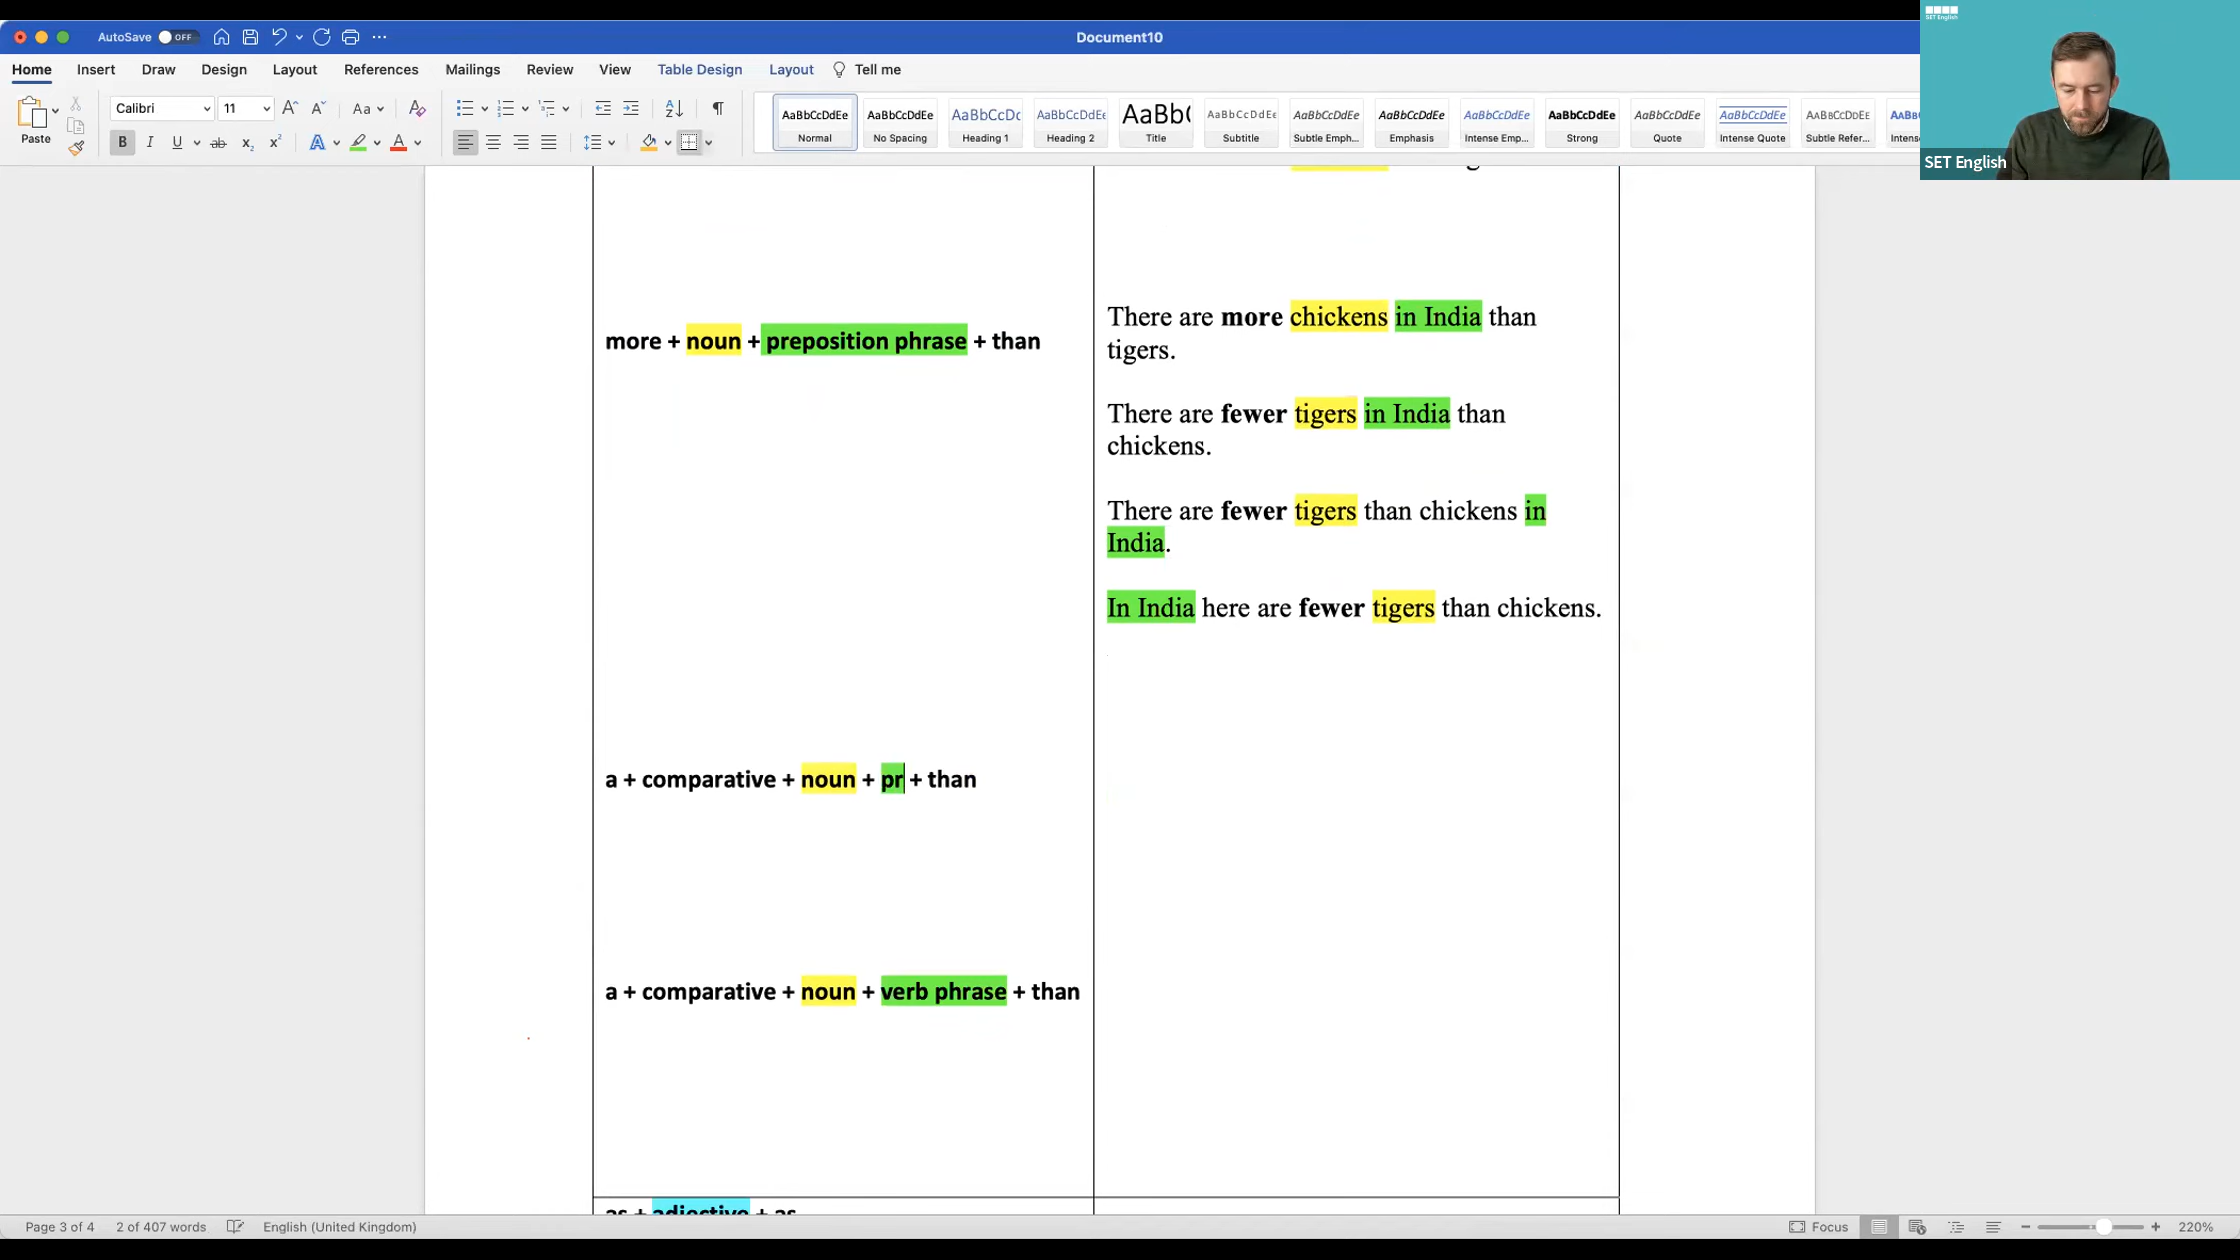 AutoSave OFF
Document10
SET English
Home Insert Draw Design Layout References Mailings Review View Table Design Layout Tell me
Paste
Calibri 11
AaBbCcDdEe AaBbCcDdEe AaBbCcDc AaBbCcDdEe AaBb( AaBbCcDdEe AaBbCcDdEe AaBbCcDdEe AaBbCcDdEe AaBbCcDdEe AaBbCcDdEe AaBbCcDdEe AaBbCcDdEe
Normal No Spacing Heading 1 Heading 2 Title Subtitle Subtle Emph... Emphasis Intense Emp... Strong Quote Intense Quote Subtle Refer... Intens
SET English
more + noun + preposition phrase + than
There are more chickens in India than
tigers.
There are fewer tigers in India than
chickens.
There are fewer tigers than chickens in
India.
In India here are fewer tigers than chickens.
a + comparative + noun + pr + than
a + comparative + noun + verb phrase + than
as + adjective + as
Page 3 of 4 2 of 407 words English (United Kingdom) Focus 220%